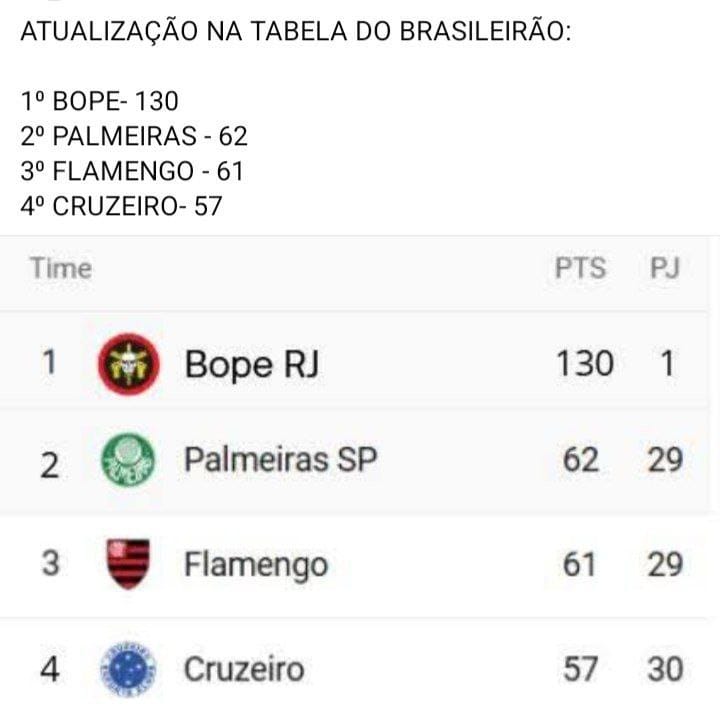 ATUALIZAÇÃO NA TABELA DO BRASILEIRÃO:
1º BOPE- 130
2º PALMEIRAS - 62
3º FLAMENGO - 61
4º CRUZEIRO- 57
Time PTS PJ
1 Bope RJ 130 1
2 Palmeiras SP 62 29
3 Flamengo 61 29
4 Cruzeiro 57 30